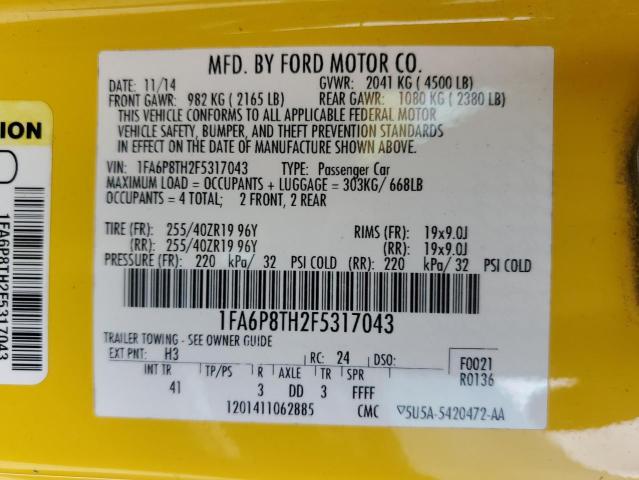 MFD. BY FORD MOTOR CO.
DATE: 11/14 GVWR: 2041 KG ( 4500 LB)
FRONT GAWR: 982 KG ( 2165 LB) REAR GAWR: 1080 KG ( 2380 LB)
THIS VEHICLE CONFORMS TO ALL APPLICABLE FEDERAL MOTOR
VEHICLE SAFETY, BUMPER, AND THEFT PREVENTION STANDARDS
IN EFFECT ON THE DATE OF MANUFACTURE SHOWN ABOVE.
VIN: 1FA6P8TH2F5317043 TYPE: Passenger Car
MAXIMUM LOAD = OCCUPANTS + LUGGAGE = 303KG/ 668LB
OCCUPANTS = 4 TOTAL; 2 FRONT, 2 REAR
TIRE (FR): 255/40ZR19 96Y RIMS (FR): 19x9.0J
(RR): 255/40ZR19 96Y (RR): 19x9.0J
PRESSURE (FR): 220 kPa/ 32 PSI COLD (RR): 220 kPa/ 32 PSI COLD
1FA6P8TH2F5317043
TRAILER TOWING - SEE OWNER GUIDE
EXT PNT: H3 RC: 24 DSO: F0021
INT TR TP/PS R AXLE TR SPR R0136
41 3 DD 3 FFFF
1201411062885 CMC ▽5U5A-5420472-AA
1FA6P8TH2F5317043